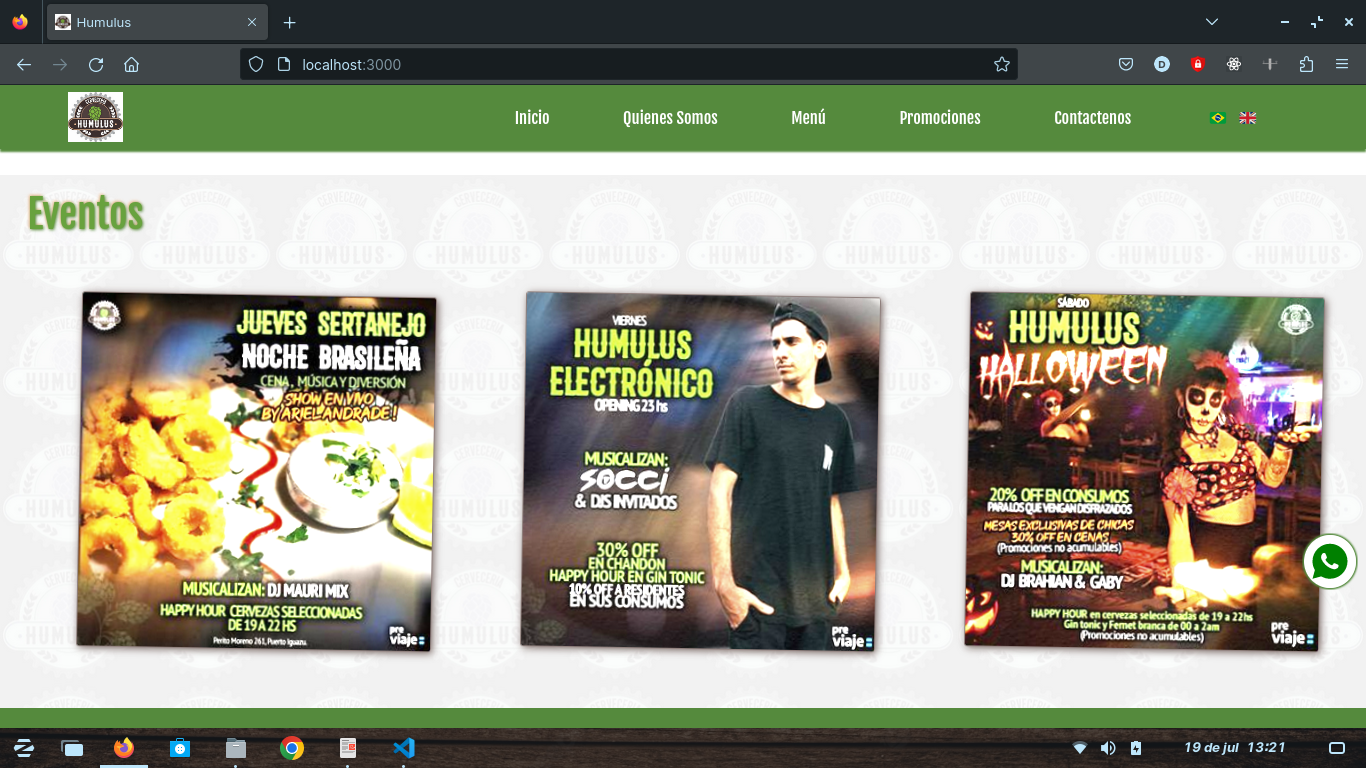 Humulus
localhost:3000
CERVECERIA
HUMULUS
Inicio
Quienes Somos
Menú
Promociones
Contactenos
Eventos
JUEVES SERTANEJO
NOCHE BRASILEÑA
CENA, MÚSICA Y DIVERSIÓN
SHOW EN VIVO
BY ARIEL ANDRADE!
MUSICALIZAN: DJ MAURI MIX
HAPPY HOUR CERVEZAS SELECCIONADAS
DE 19 A 22 HS
Perito Moreno 261, Puerto Iguazu.
pre
viaje
VIERNES
HUMULUS
ELECTRÓNICO
OPENING 23 hs
MUSICALIZAN:
SOCCI
& DJS INVITADOS
30% OFF
EN CHANDON
HAPPY HOUR EN GIN TONIC
10% OFF A RESIDENTES
EN SUS CONSUMOS
pre
viaje
SÁBADO
HUMULUS
HALLOWEEN
20% OFF EN CONSUMOS
PARA LOS QUE VENGAN DISFRAZADOS
MESAS EXCLUSIVAS DE CHICAS
30% OFF EN CENAS
(Promociones no acumulables)
MUSICALIZAN:
DJ BRAHIAN & GABY
HAPPY HOUR en cervezas seleccionadas de 19 a 22hs
Gin tonic y Fernet branca de 00 a 2am
(Promociones no acumulables)
pre
viaje
19 de jul 13:21